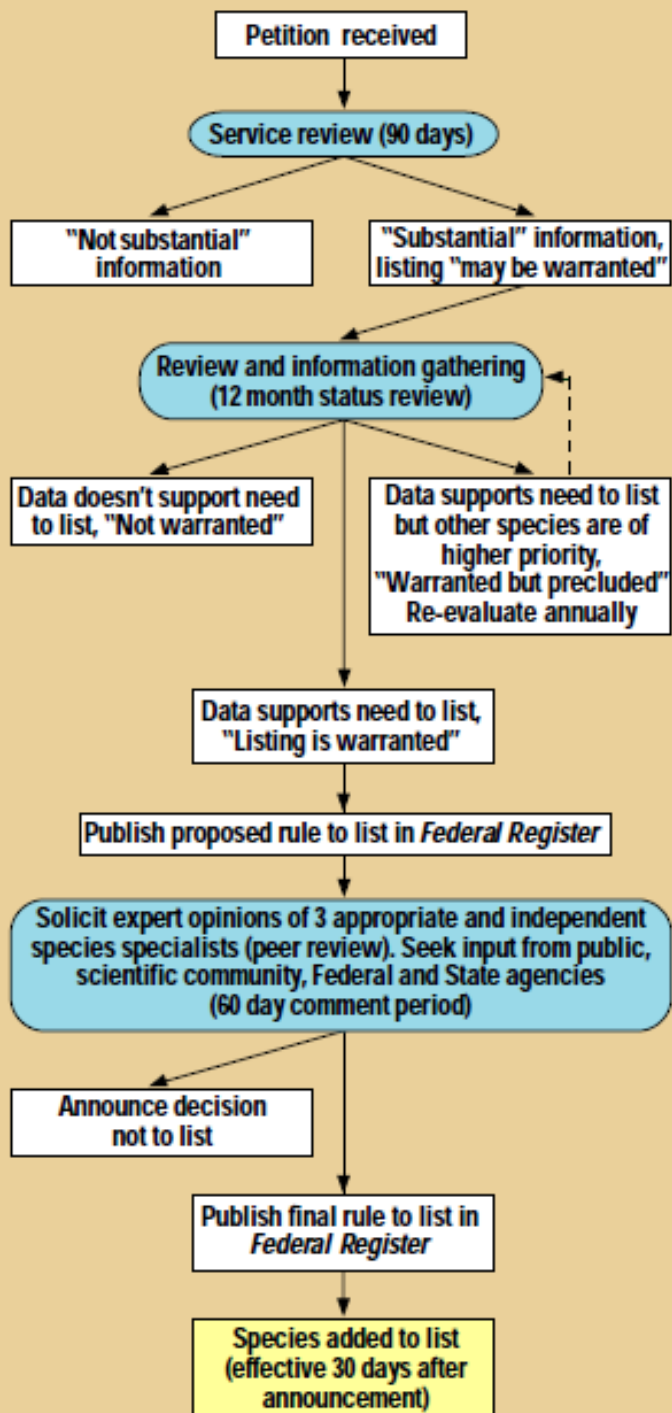 Petition received
Service review (90 days)
“Not substantial”
information
“Substantial” information,
listing “may be warranted”
Review and information gathering
(12 month status review)
Data doesn’t support need
to list, “Not warranted”
Data supports need to list
but other species are of
higher priority,
“Warranted but precluded”
Re-evaluate annually
Data supports need to list,
“Listing is warranted”
Publish proposed rule to list in Federal Register
Solicit expert opinions of 3 appropriate and independent
species specialists (peer review). Seek input from public,
scientific community, Federal and State agencies
(60 day comment period)
Announce decision
not to list
Publish final rule to list in
Federal Register
Species added to list
(effective 30 days after
announcement)